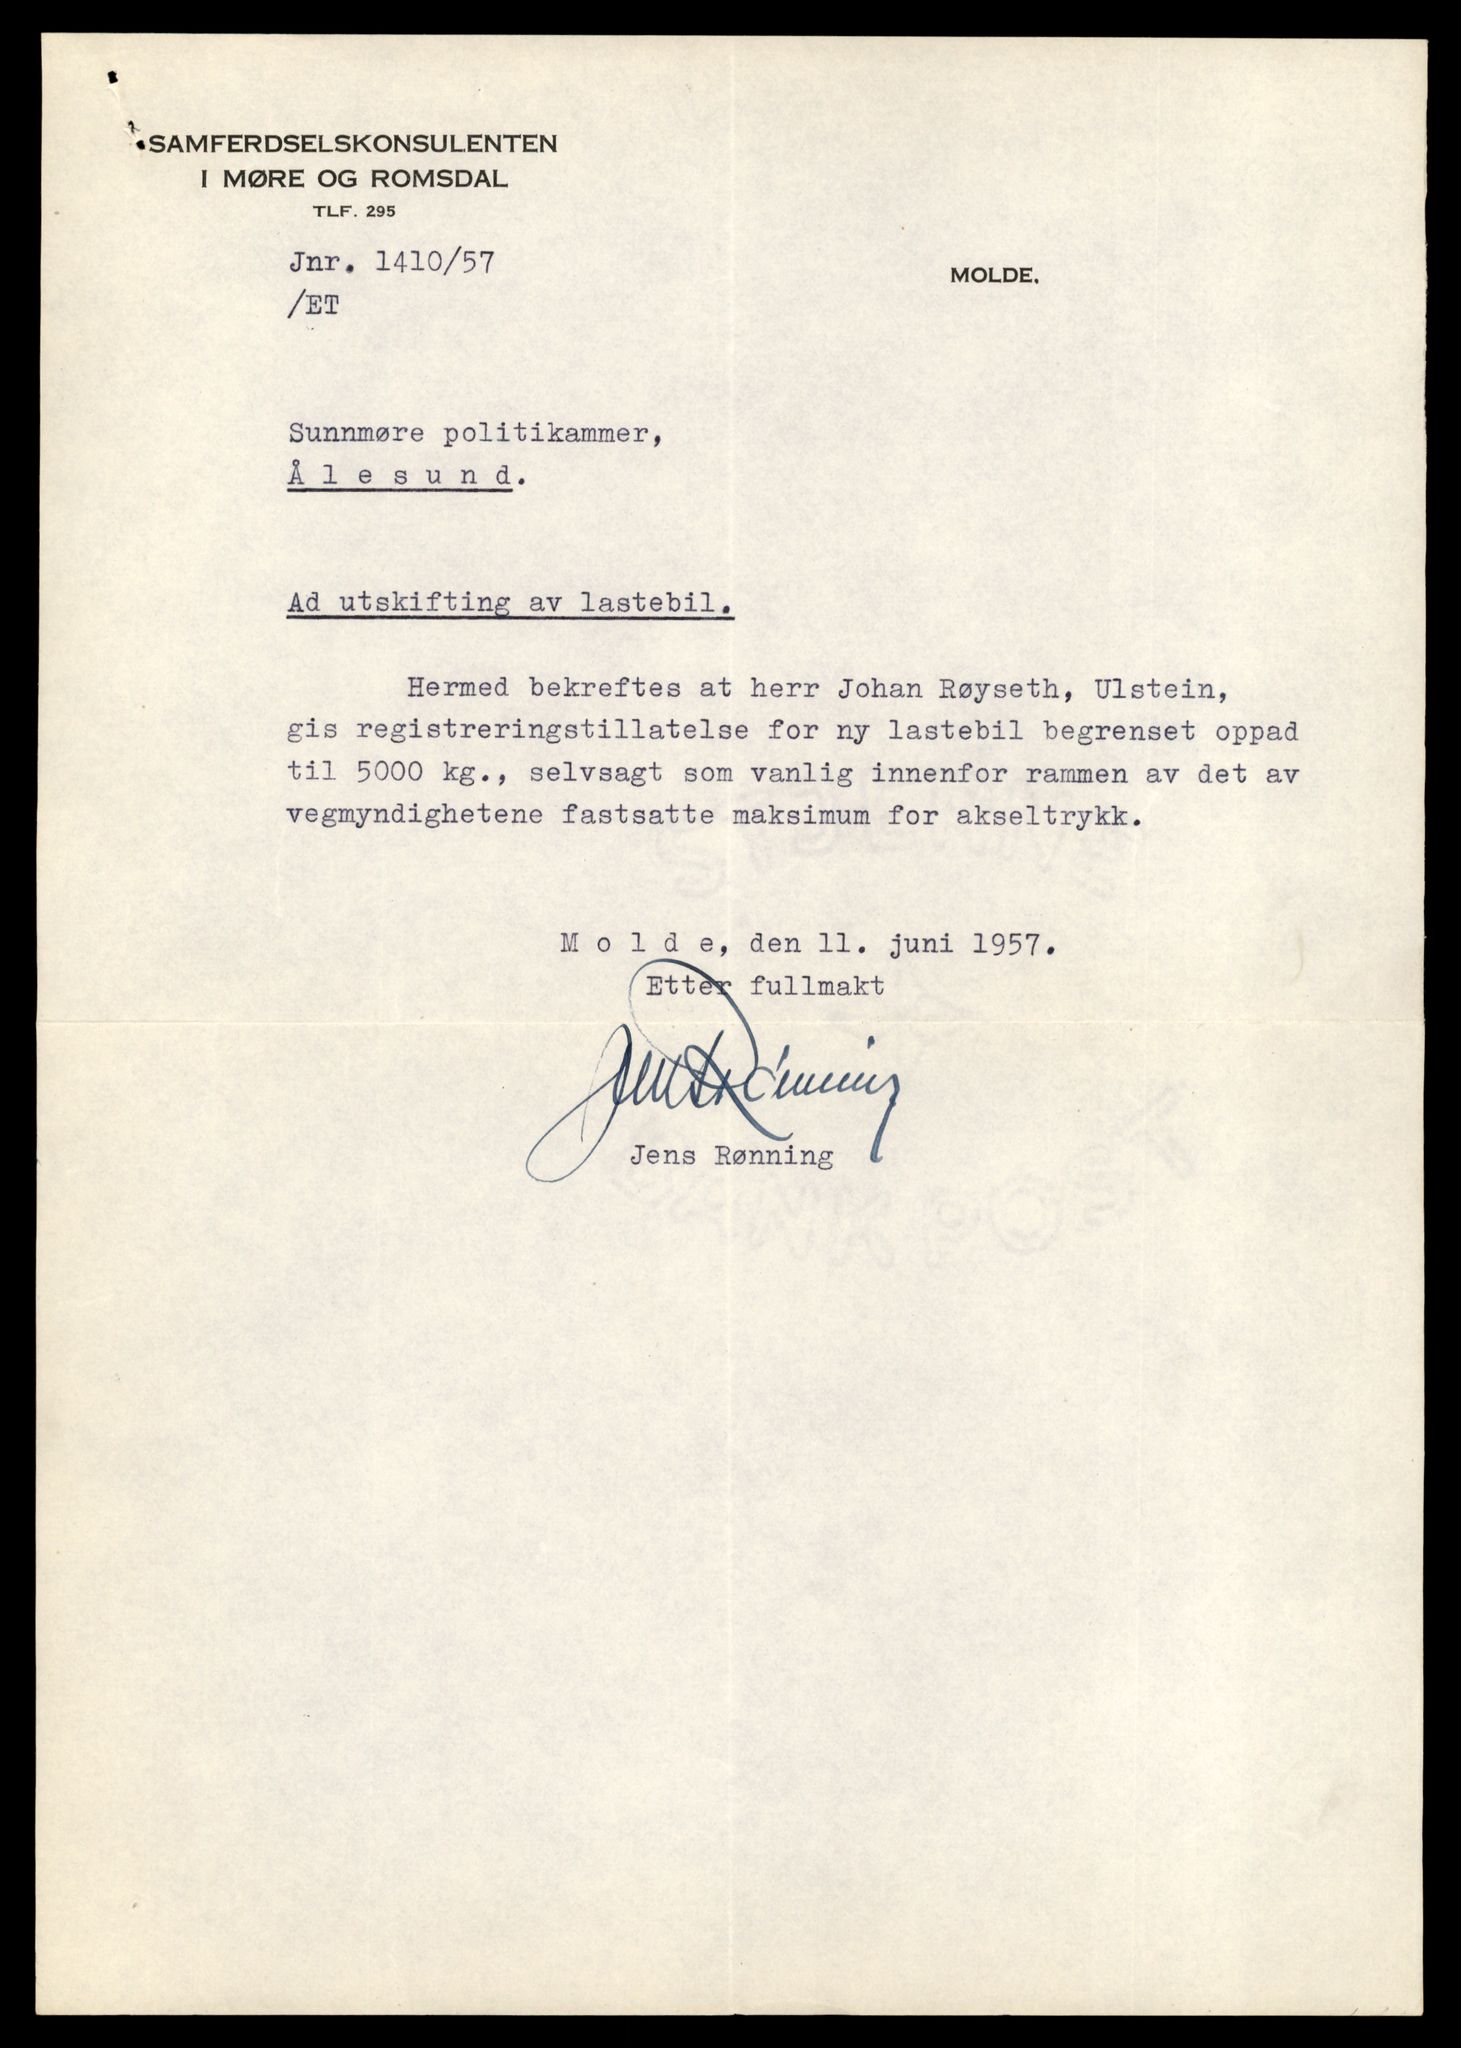 SAMFERDSELSKONSULENTEN
I MØRE OG ROMSDAL
TLF. 295
Jnr. 1410/57
/ET
MOLDE.
Sunnmøre politikammer,
Å l e s u n d.
Ad utskifting av lastebil.
Hermed bekreftes at herr Johan Røyseth, Ulstein,
gis registreringstillatelse for ny lastebil begrenset oppad
til 5000 kg., selvsagt som vanlig innenfor rammen av det av
vegmyndighetene fastsatte maksimum for akseltrykk.
M o l d e, den 11. juni 1957.
Etter fullmakt
Jens Rønning
Jens Rønning